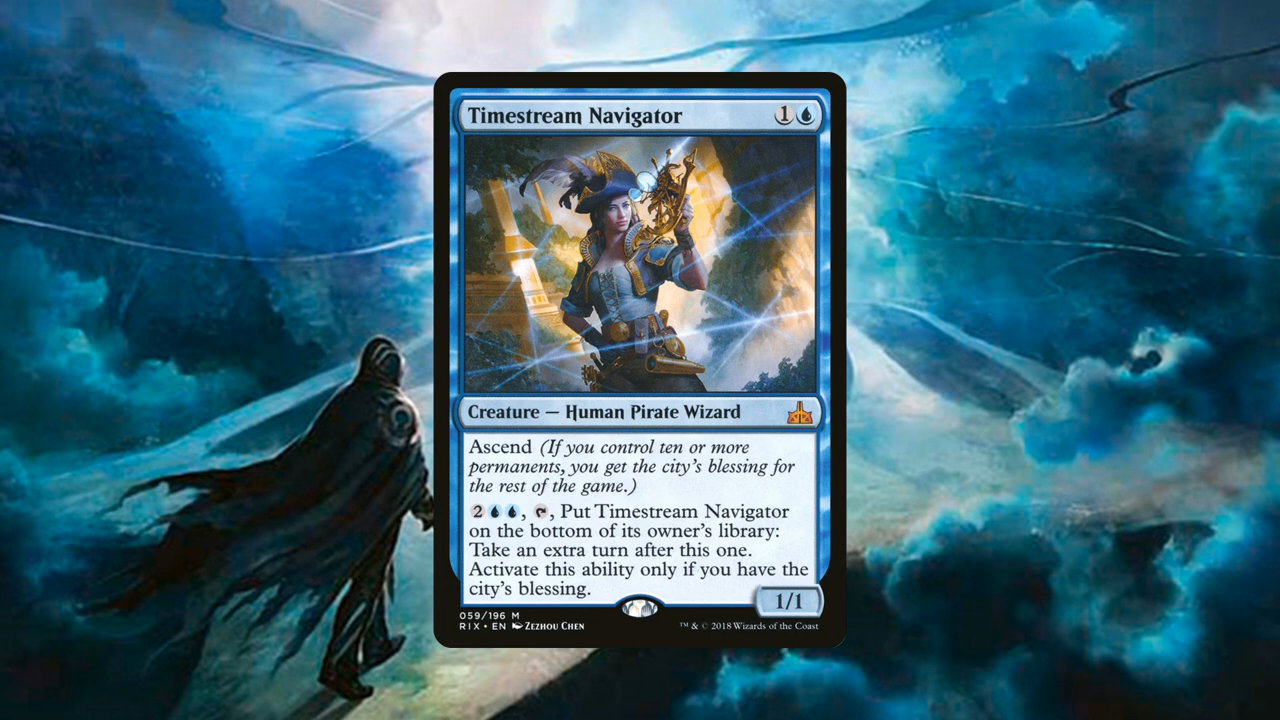 Timestream Navigator 1
Creature — Human Pirate Wizard
Ascend (If you control ten or more
permanents, you get the city's blessing for
the rest of the game.)
2, , Put Timestream Navigator
on the bottom of its owner's library:
Take an extra turn after this one.
Activate this ability only if you have the
city's blessing.
1/1
059/196 M
RIX • EN Zezhou Chen
™ & © 2018 Wizards of the Coast